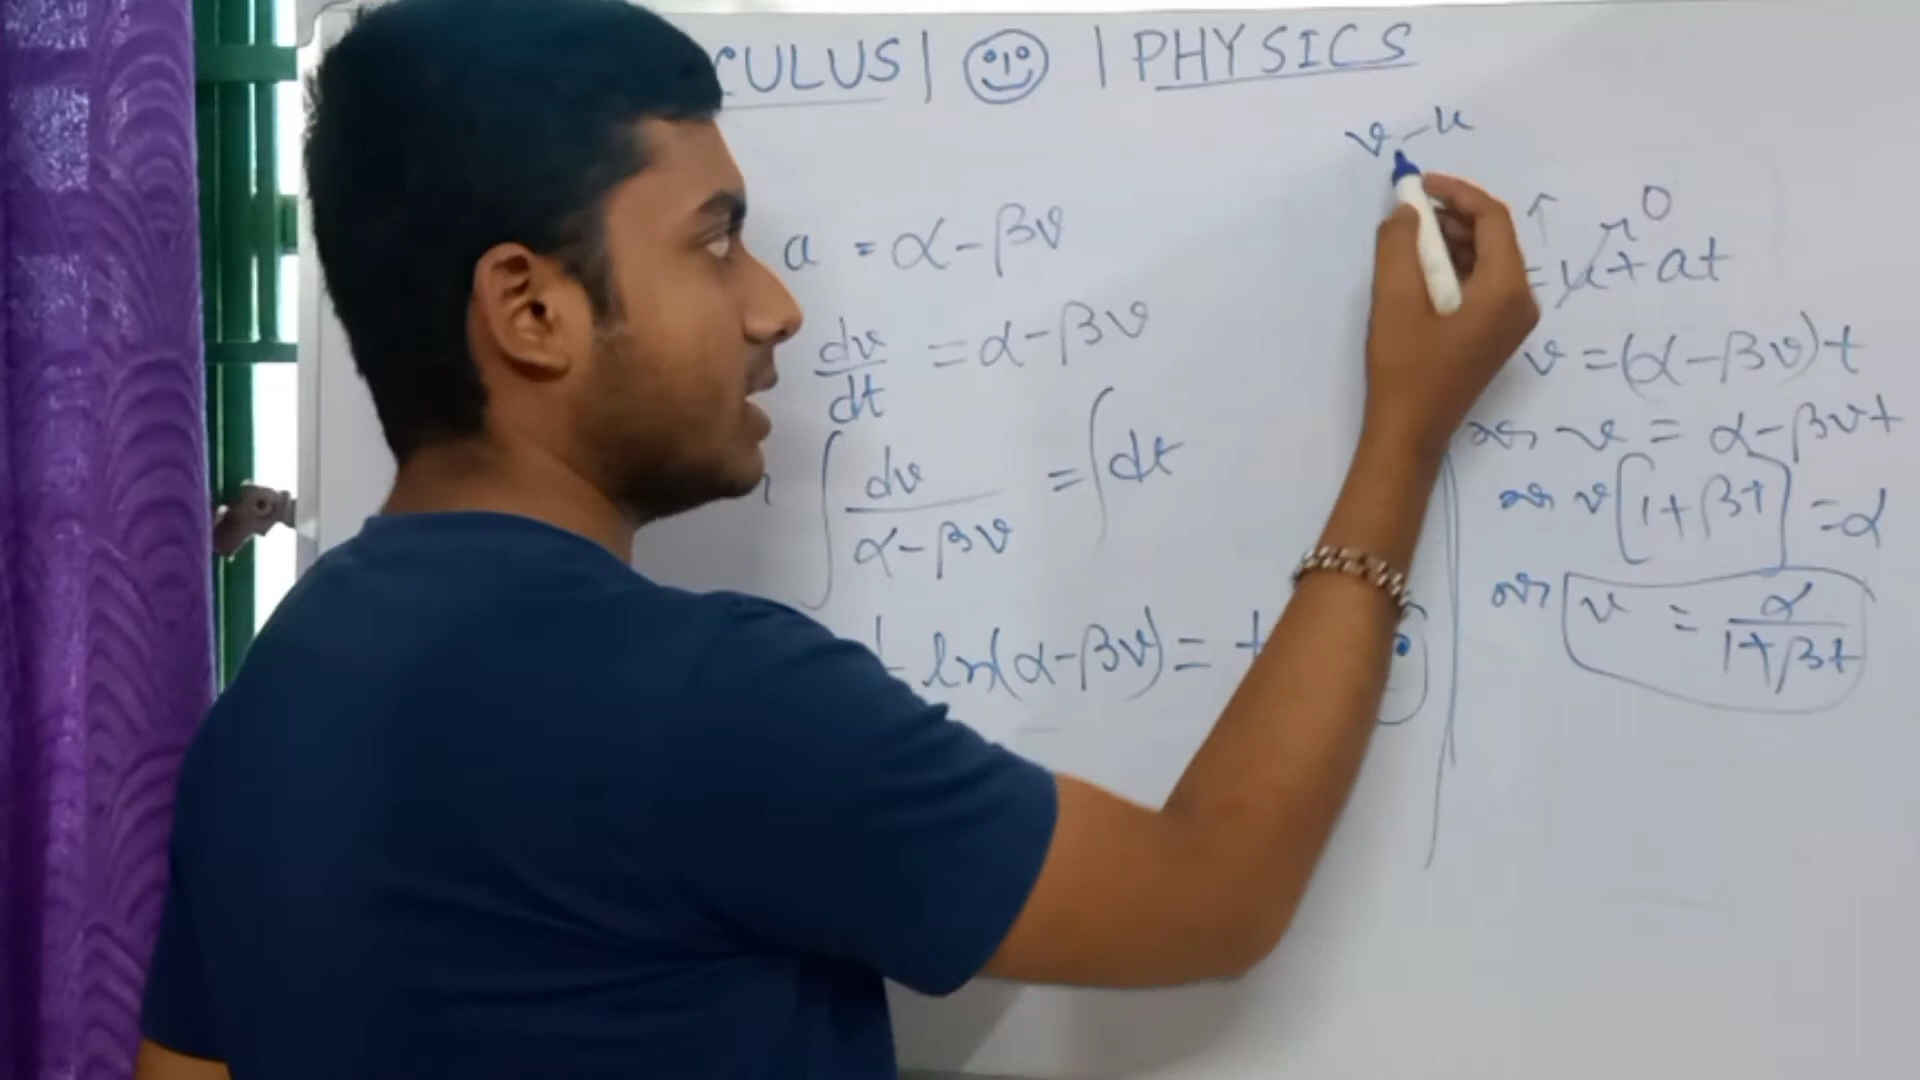 CULUS | | PHYSICS
v-u
a = α-βv
dv/dt = α-βv
∫ dv/(α-βv) = ∫dt
ln(α-βv) = t
0
= u+at
v =(α-βv)t
or v = α-βvt
or v[1+βt] =α
or v = α/(1+βt)